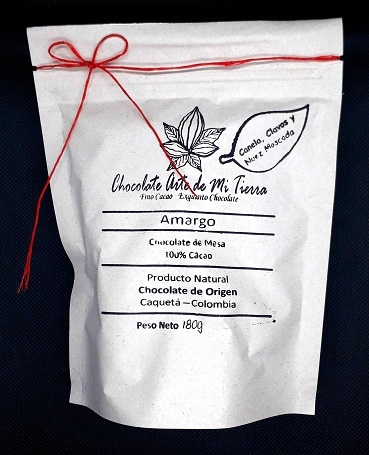 Canela, Clavos y
Nuez Moscada
Chocolate Arte de Mi Tierra
Fino Cacao Exquisito Chocolate
Amargo
Chocolate de Mesa
100% Cacao
Producto Natural
Chocolate de Origen
Caquetá – Colombia
Peso Neto 180g